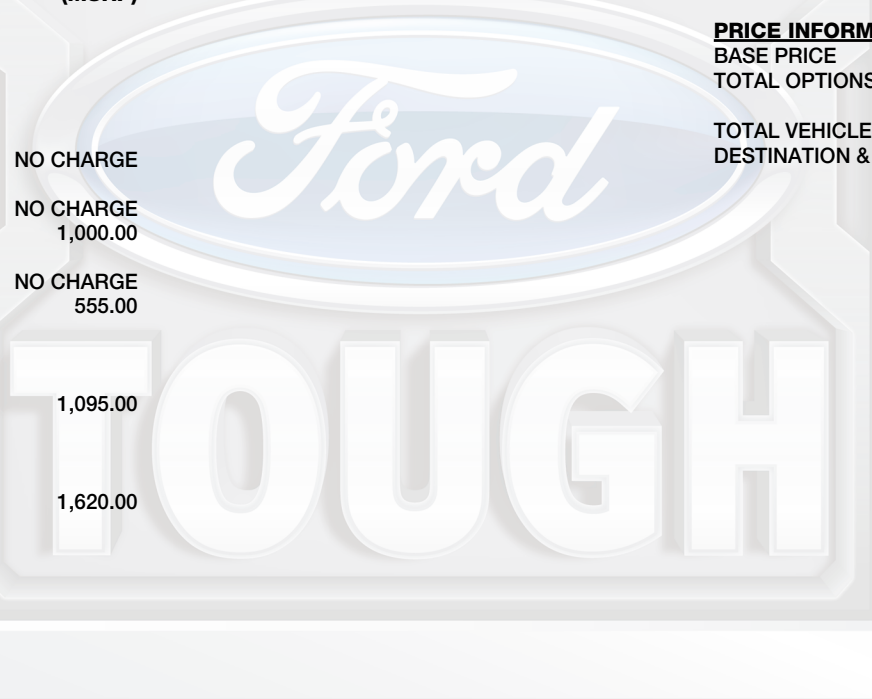 NO CHARGE
NO CHARGE
1,000.00
NO CHARGE
555.00
1,095.00
1,620.00
PRICE INFORM
BASE PRICE
TOTAL OPTIONS
TOTAL VEHICLE
DESTINATION &
Ford
TOUGH